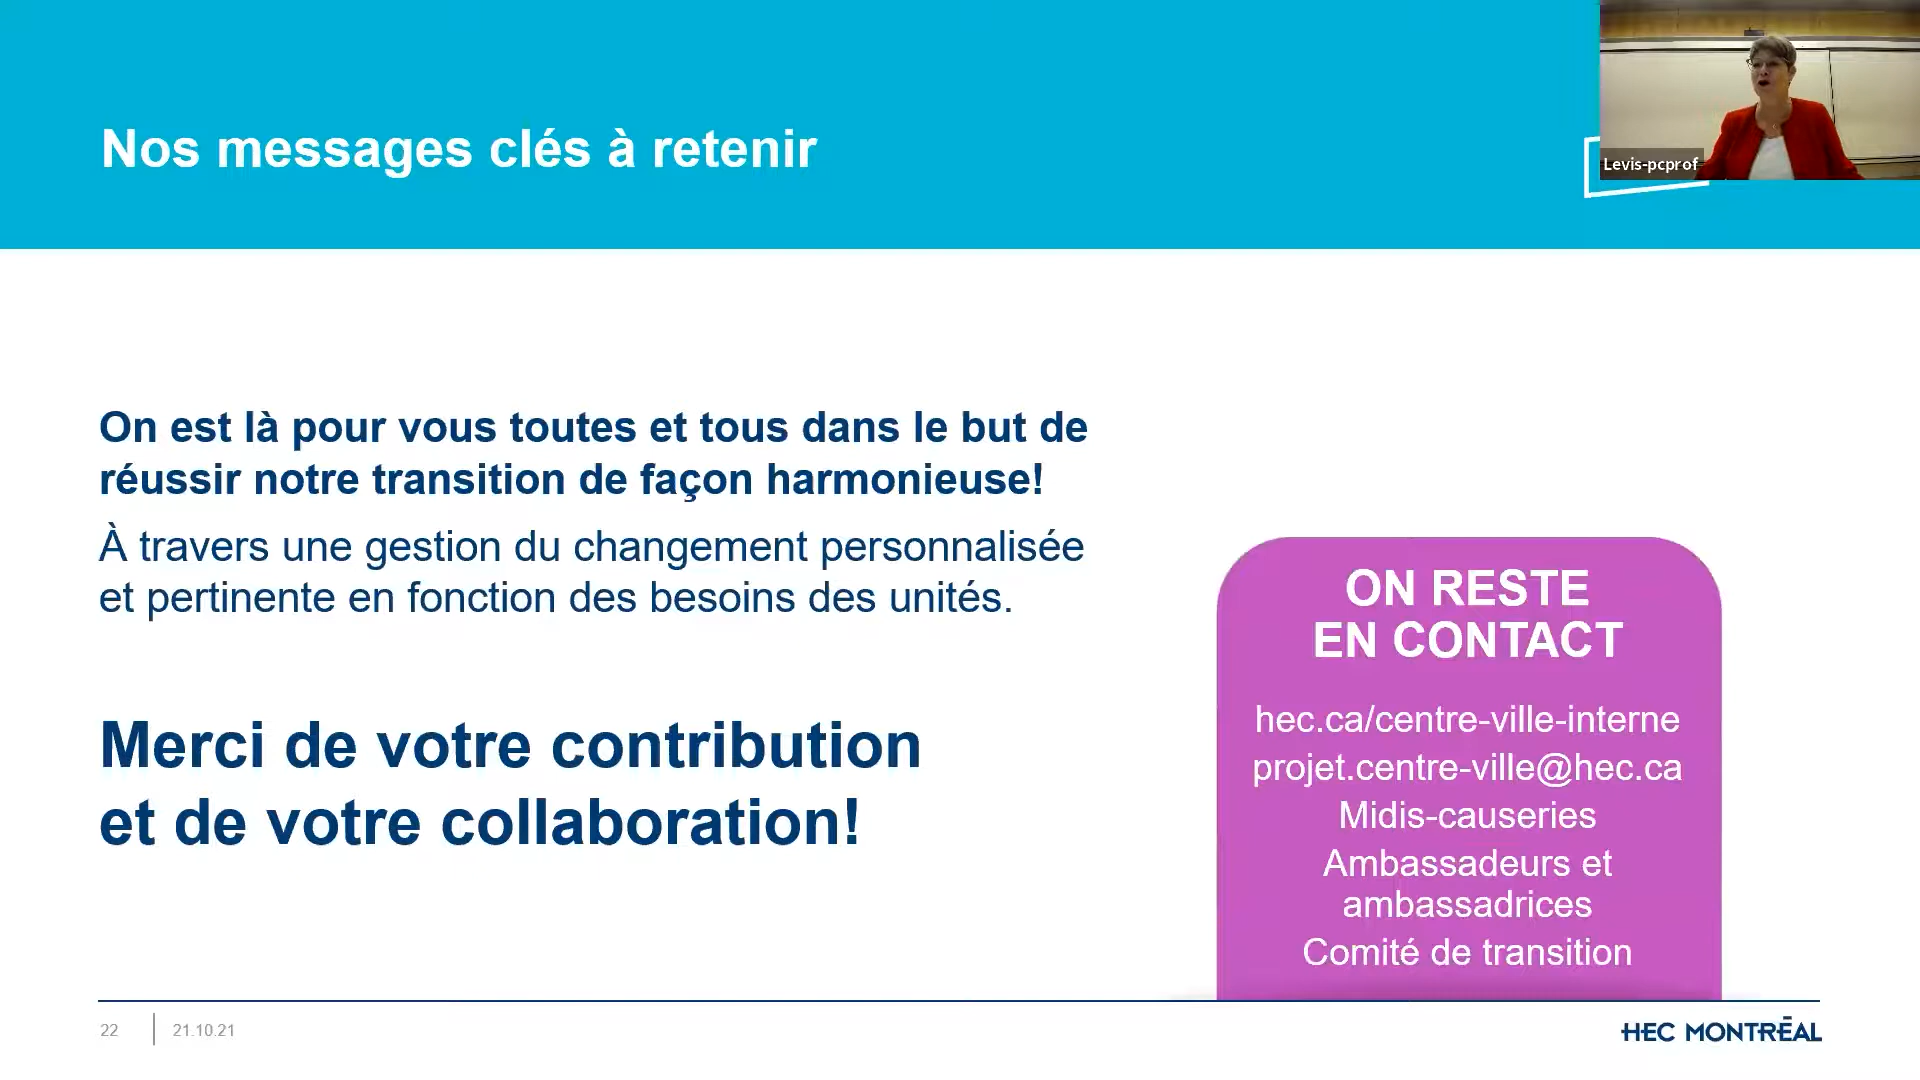 Nos messages clés à retenir
Levis-pcprof
On est là pour vous toutes et tous dans le but de
réussir notre transition de façon harmonieuse!
À travers une gestion du changement personnalisée
et pertinente en fonction des besoins des unités.
Merci de votre contribution
et de votre collaboration!
ON RESTE
EN CONTACT
hec.ca/centre-ville-interne
projet.centre-ville@hec.ca
Midis-causeries
Ambassadeurs et
ambassadrices
Comité de transition
22
21.10.21
HEC MONTRÉAL